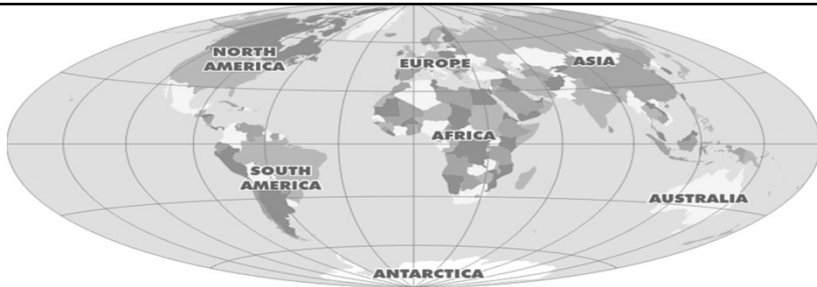 NORTH
AMERICA
EUROPE
ASIA
AFRICA
SOUTH
AMERICA
AUSTRALIA
ANTARCTICA